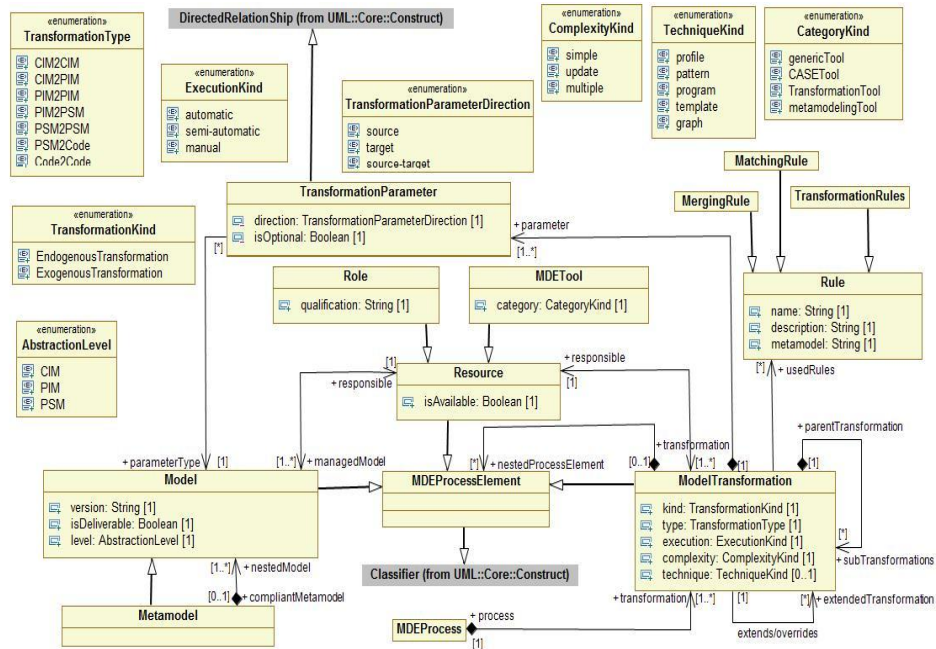 «enumeration»
TransformationType
CIM2CIM
CIM2PIM
PIM2PIM
PIM2PSM
PSM2PSM
PSM2Code
Code2Code
DirectedRelationShip (from UML::Core::Construct)
«enumeration»
ExecutionKind
automatic
semi-automatic
manual
«enumeration»
TransformationParameterDirection
source
target
source-target
«enumeration»
ComplexityKind
simple
update
multiple
«enumeration»
TechniqueKind
profile
pattern
program
template
graph
«enumeration»
CategoryKind
genericTool
CASETool
TransformationTool
metamodelingTool
MatchingRule
MergingRule
TransformationRules
TransformationParameter
direction: TransformationParameterDirection [1]
isOptional: Boolean [1]
[*]
+ parameter
[1..*]
«enumeration»
TransformationKind
EndogenousTransformation
ExogenousTransformation
Role
qualification: String [1]
MDETool
category: CategoryKind [1]
Rule
name: String [1]
description: String [1]
metamodel: String [1]
[*]
+ usedRules
«enumeration»
AbstractionLevel
CIM
PIM
PSM
[1]
+ responsible
Resource
isAvailable: Boolean [1]
+ responsible
[1]
+ parameterType
[1]
[1..*]
+ managedModel
[*]
+ nestedProcessElement
+ transformation
[0..1]
[1..*]
[1]
+ parentTransformation
[1]
Model
version: String [1]
isDeliverable: Boolean [1]
level: AbstractionLevel [1]
MDEProcessElement
ModelTransformation
kind: TransformationKind [1]
type: TransformationType [1]
execution: ExecutionKind [1]
complexity: ComplexityKind [1]
technique: TechniqueKind [0..1]
[*]
+ subTransformations
[1..*]
+ nestedModel
[0..1]
+ compliantMetamodel
Classifier (from UML::Core::Construct)
Metamodel
MDEProcess
+ process
[1]
+ transformation
[1..*]
[1]
[*]
+ extendedTransformation
extends/overrides